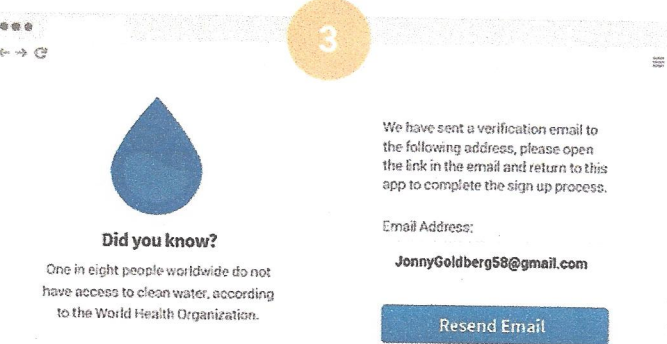 3
Did you know?
One in eight people worldwide do not
have access to clean water, according
to the World Health Organization.
We have sent a verification email to
the following address, please open
the link in the email and return to this
app to complete the sign up process.
Email Address:
JonnyGoldberg58@gmail.com
Resend Email